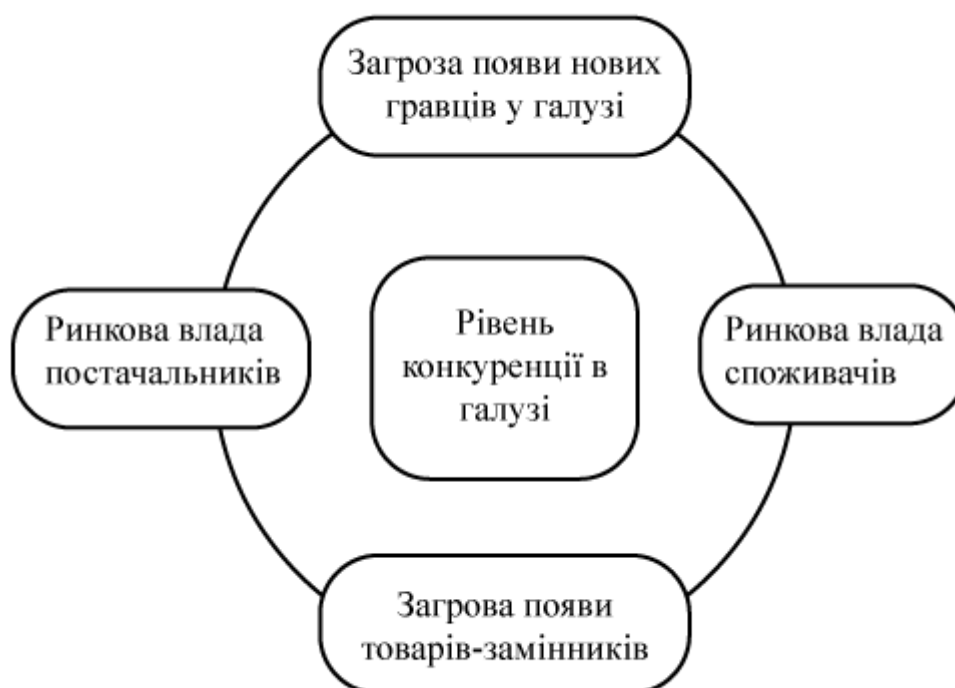 Загроза появи нових
гравців у галузі
Ринкова влада
постачальників
Рівень
конкуренції в
галузі
Ринкова влада
споживачів
Загрова появи
товарів-замінників